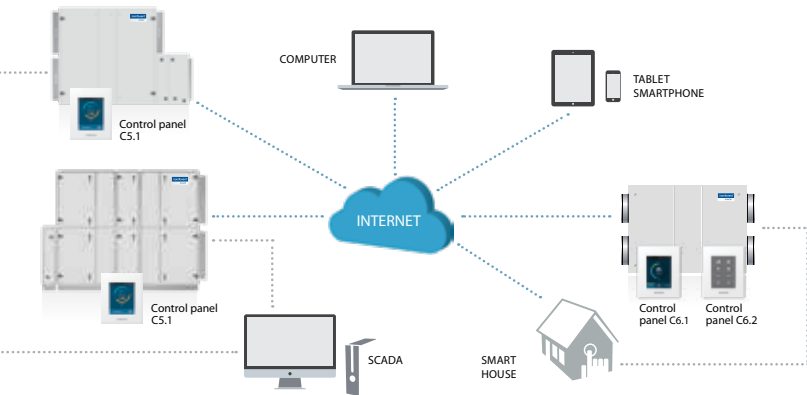 COMPUTER
TABLET
SMARTPHONE
Control panel
C5.1
INTERNET
Control panel
C5.1
Control
panel C6.1
Control
panel C6.2
SCADA
SMART
HOUSE